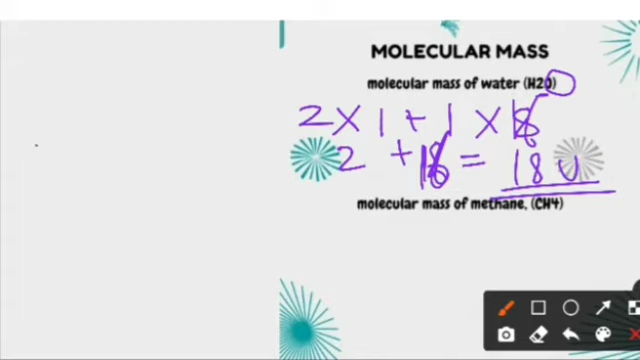 MOLECULAR MASS
molecular mass of water (H2O)
2 × 1 + 1 × 16
2 + 16 = 18 U
molecular mass of methane, (CH4)